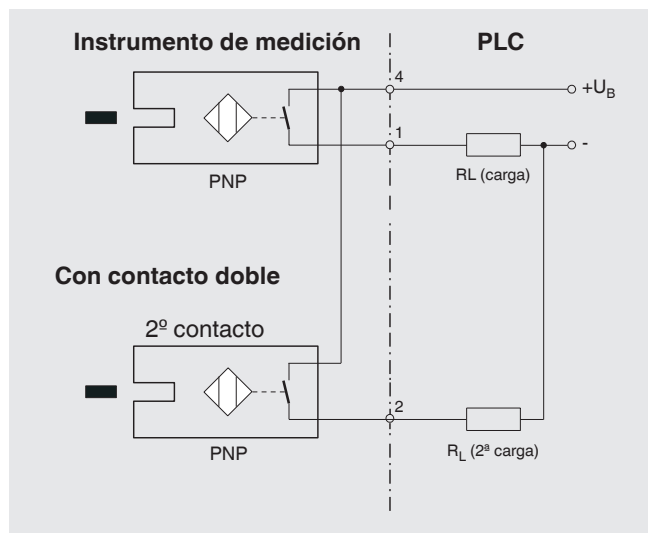 Instrumento de medición
PLC
4
+U_B
1
-
RL (carga)
PNP
Con contacto doble
2º contacto
2
PNP
R_L (2ª carga)